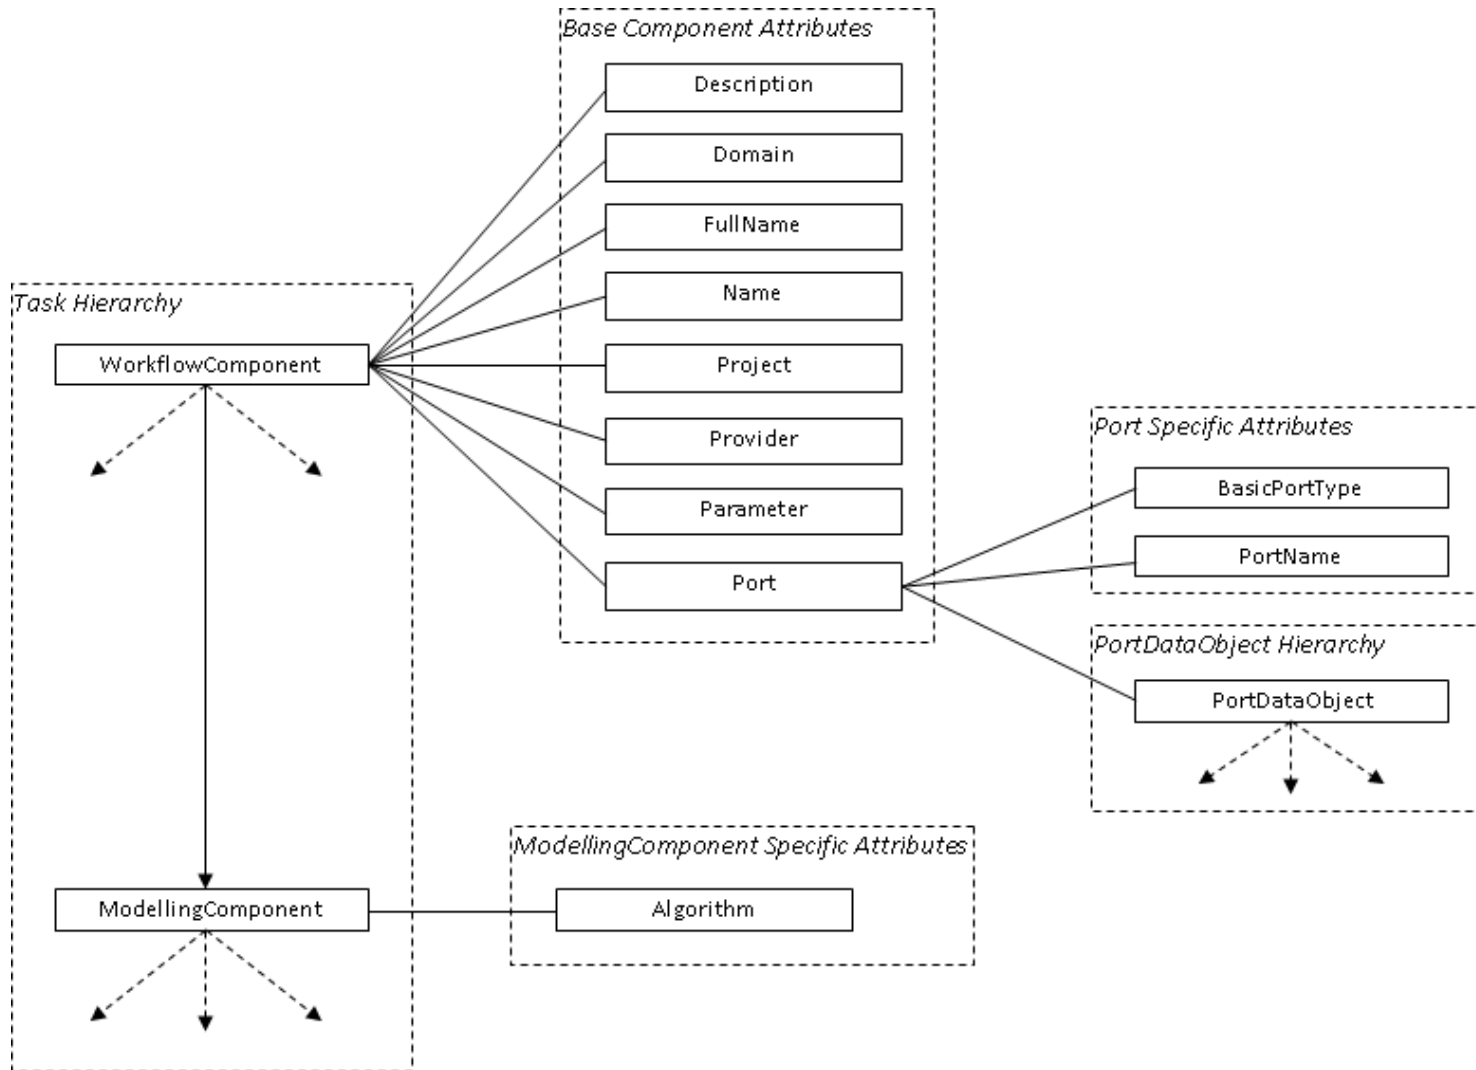 Base Component Attributes
Description
Domain
FullName
Name
Project
Provider
Parameter
Port
Task Hierarchy
WorkflowComponent
ModellingComponent
Port Specific Attributes
BasicPortType
PortName
PortDataObject Hierarchy
PortDataObject
ModellingComponent Specific Attributes
Algorithm